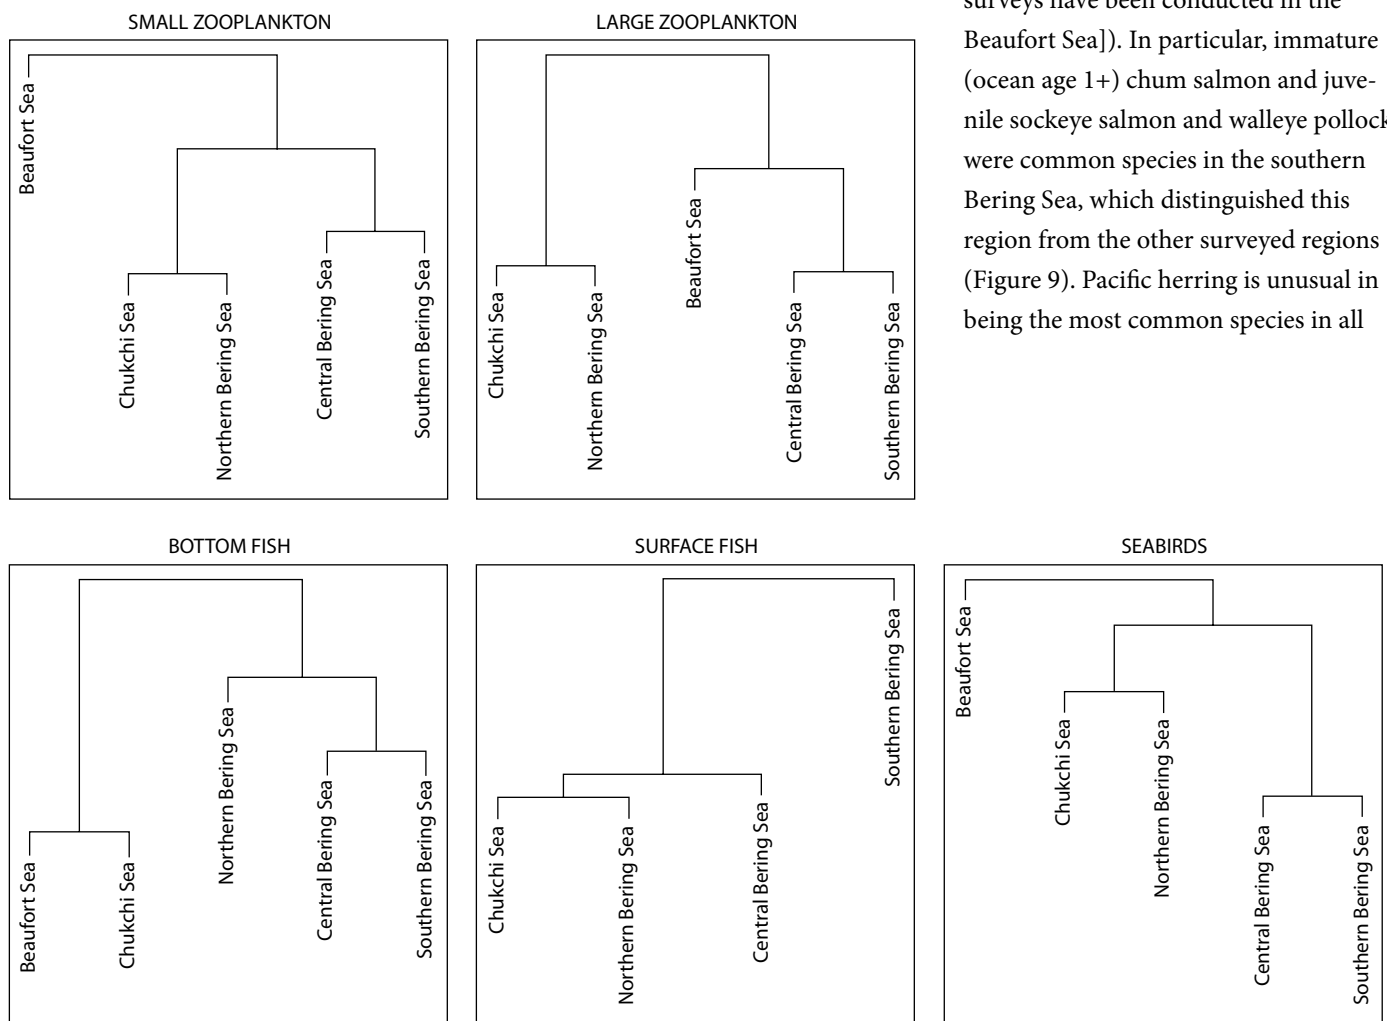 SMALL ZOOPLANKTON
Beaufort Sea
Chukchi Sea
Northern Bering Sea
Central Bering Sea
Southern Bering Sea
LARGE ZOOPLANKTON
Chukchi Sea
Northern Bering Sea
Beaufort Sea
Central Bering Sea
Southern Bering Sea
surveys have been conducted in the
Beaufort Sea]). In particular, immature
(ocean age 1+) chum salmon and juve-
nile sockeye salmon and walleye pollock
were common species in the southern
Bering Sea, which distinguished this
region from the other surveyed regions
(Figure 9). Pacific herring is unusual in
being the most common species in all
BOTTOM FISH
Beaufort Sea
Chukchi Sea
Northern Bering Sea
Central Bering Sea
Southern Bering Sea
SURFACE FISH
Chukchi Sea
Northern Bering Sea
Central Bering Sea
Southern Bering Sea
SEABIRDS
Beaufort Sea
Chukchi Sea
Northern Bering Sea
Central Bering Sea
Southern Bering Sea